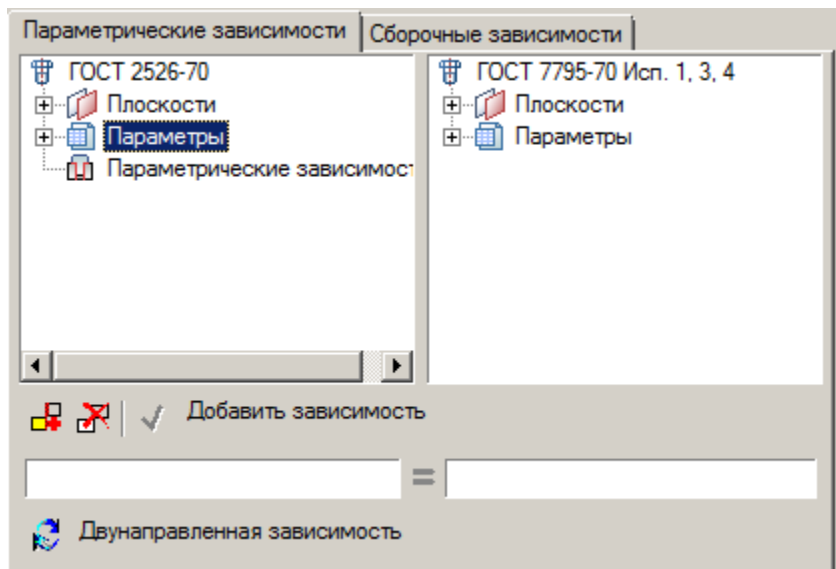 Параметрические зависимости
Сборочные зависимости
ГОСТ 2526-70
Плоскости
Параметры
Параметрические зависимост
ГОСТ 7795-70 Исп. 1, 3, 4
Плоскости
Параметры
Добавить зависимость
=
Двунаправленная зависимость